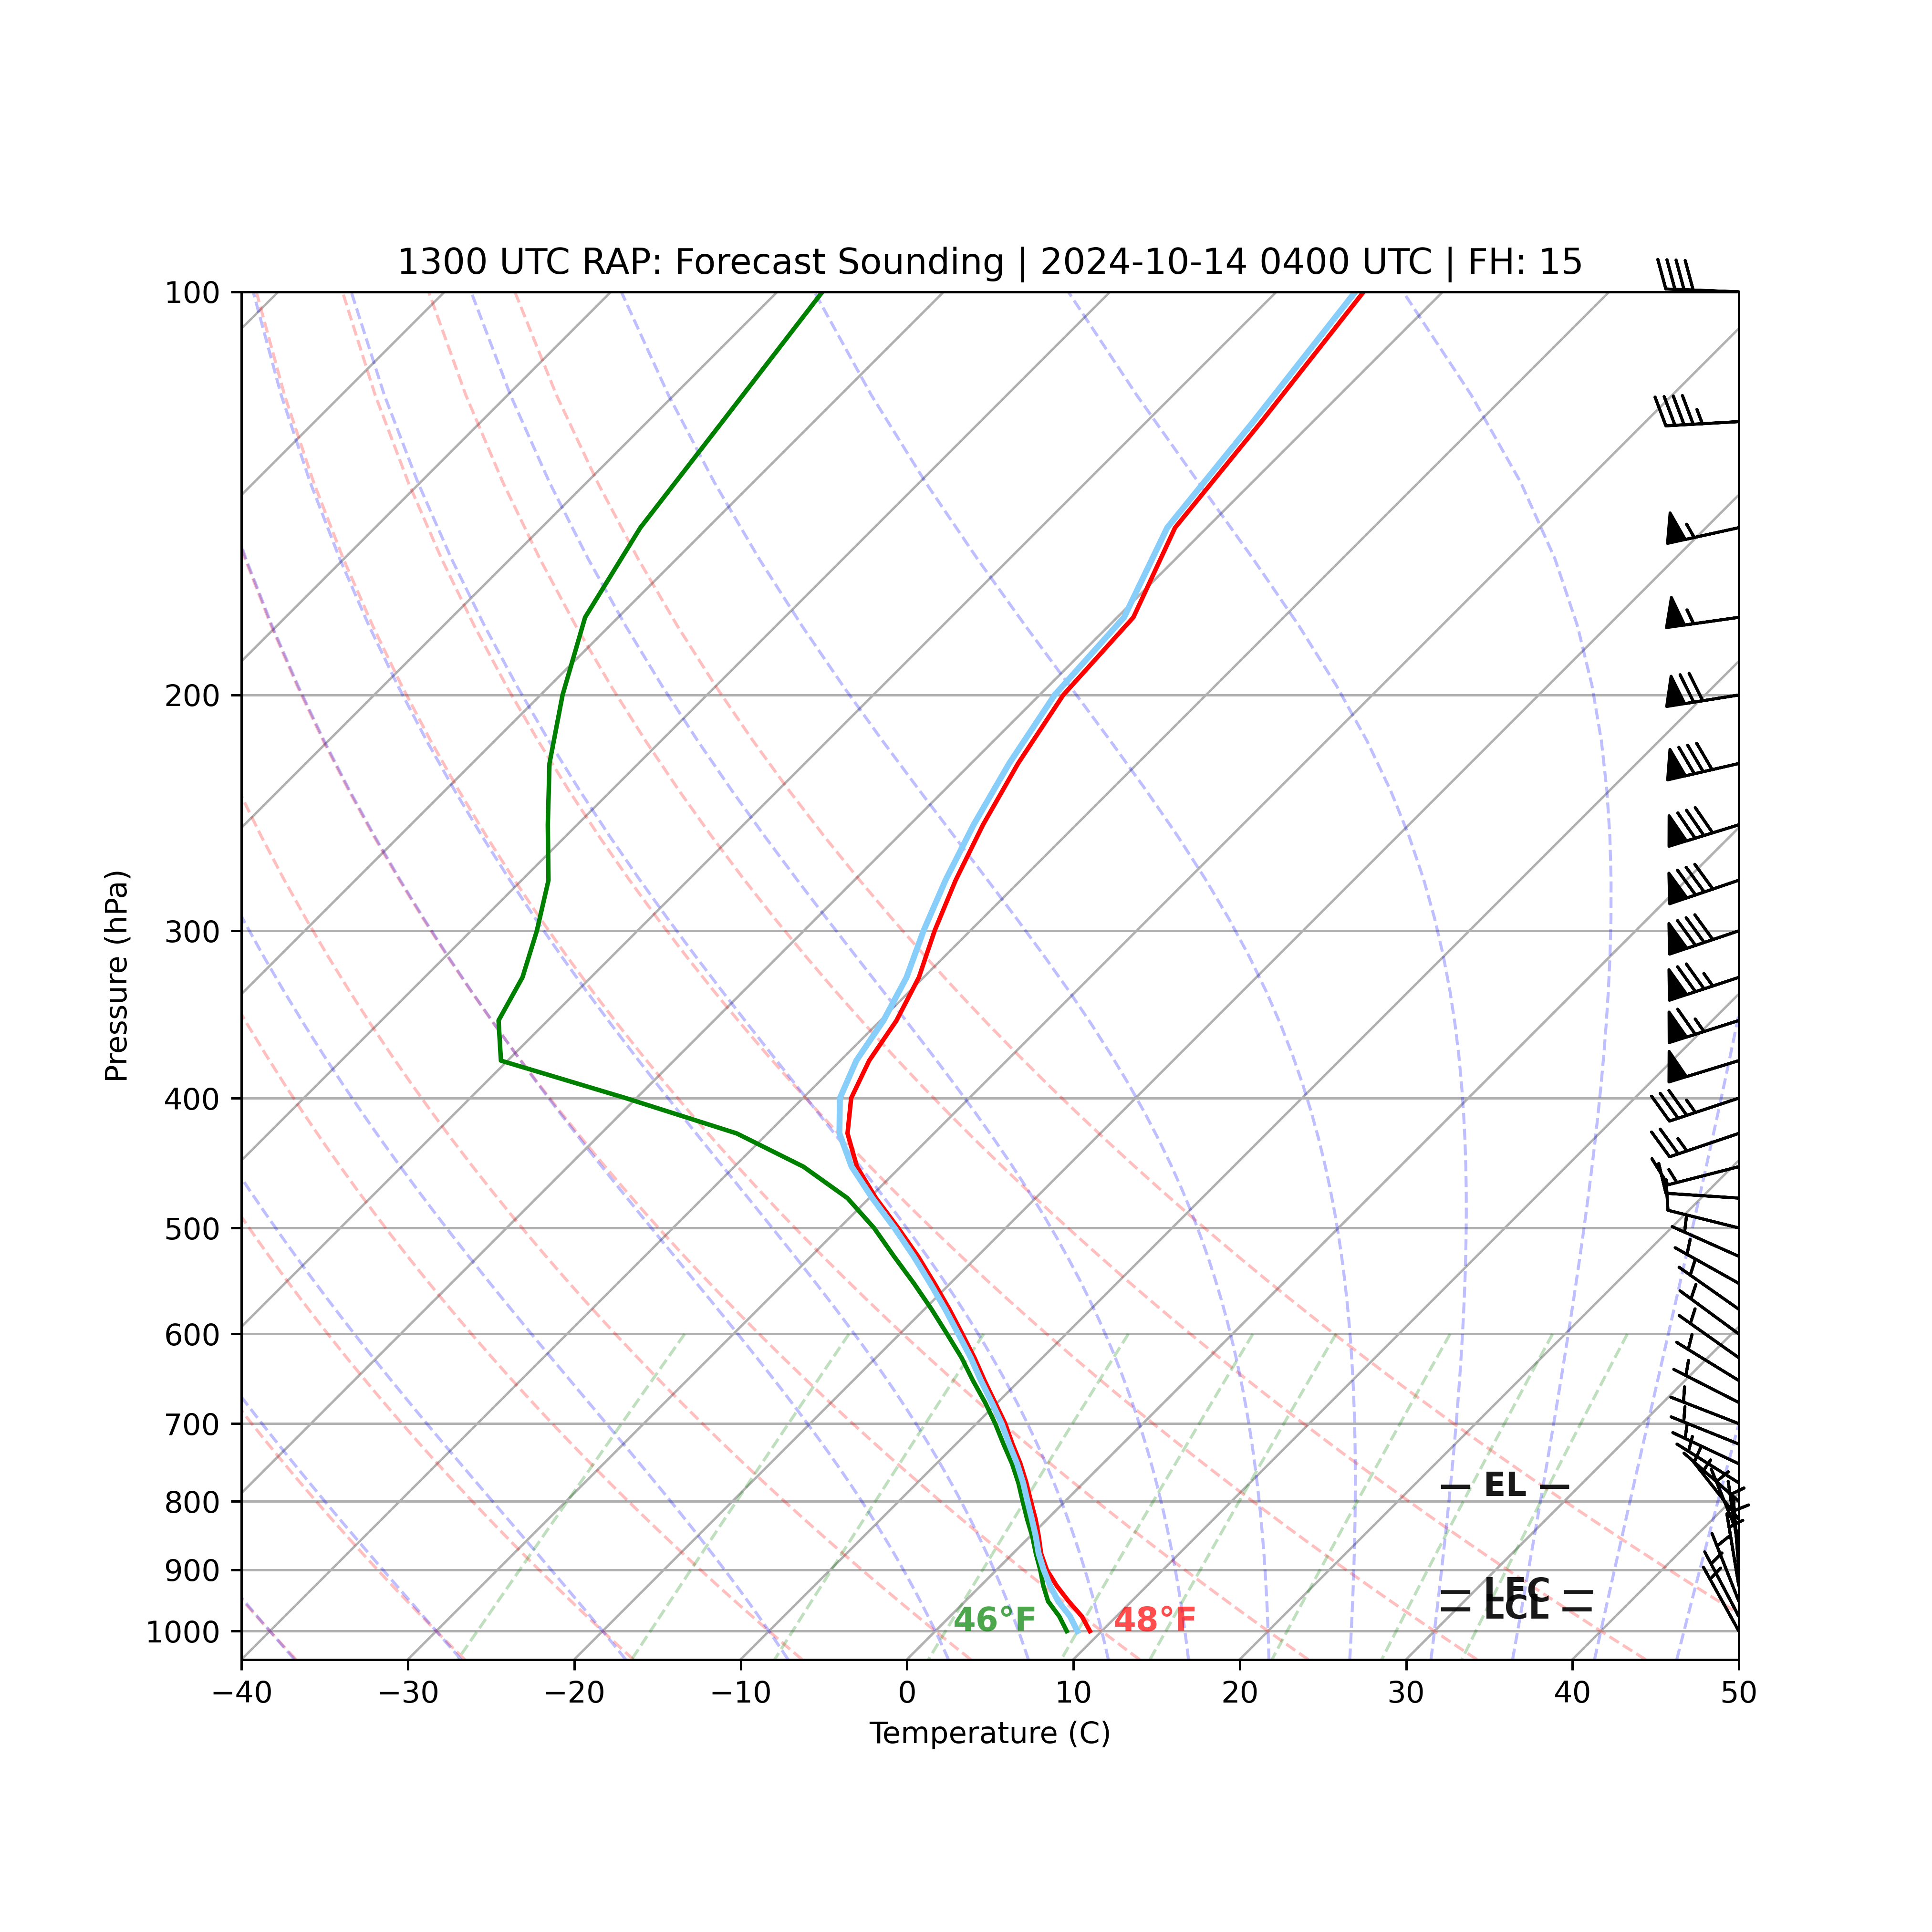 1300 UTC RAP: Forecast Sounding | 2024-10-14 0400 UTC | FH: 15
100
200
300
400
500
600
700
800
900
1000
Pressure (hPa)
— EL —
— LFC —
— LCL —
46°F
48°F
−40
−30
−20
−10
0
10
20
30
40
50
Temperature (C)